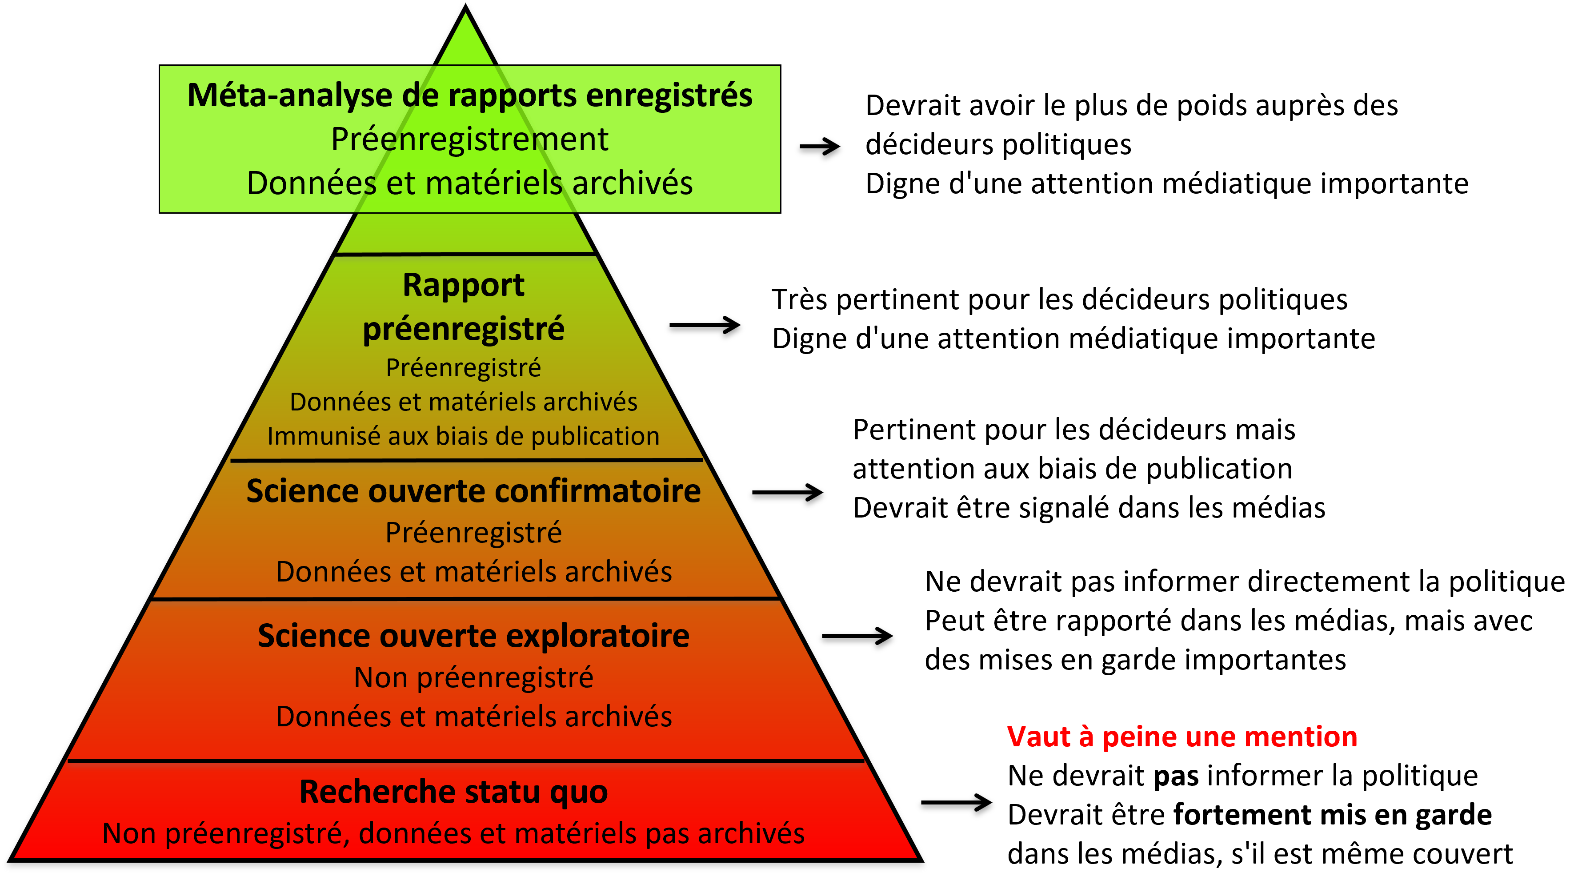 Méta-analyse de rapports enregistrés
Préenregistrement
Données et matériels archivés
Devrait avoir le plus de poids auprès des
décideurs politiques
Digne d'une attention médiatique importante
Rapport
préenregistré
Préenregistré
Données et matériels archivés
Immunisé aux biais de publication
Très pertinent pour les décideurs politiques
Digne d'une attention médiatique importante
Science ouverte confirmatoire
Préenregistré
Données et matériels archivés
Pertinent pour les décideurs mais
attention aux biais de publication
Devrait être signalé dans les médias
Science ouverte exploratoire
Non préenregistré
Données et matériels archivés
Ne devrait pas informer directement la politique
Peut être rapporté dans les médias, mais avec
des mises en garde importantes
Recherche statu quo
Non préenregistré, données et matériels pas archivés
Vaut à peine une mention
Ne devrait pas informer la politique
Devrait être fortement mis en garde
dans les médias, s'il est même couvert